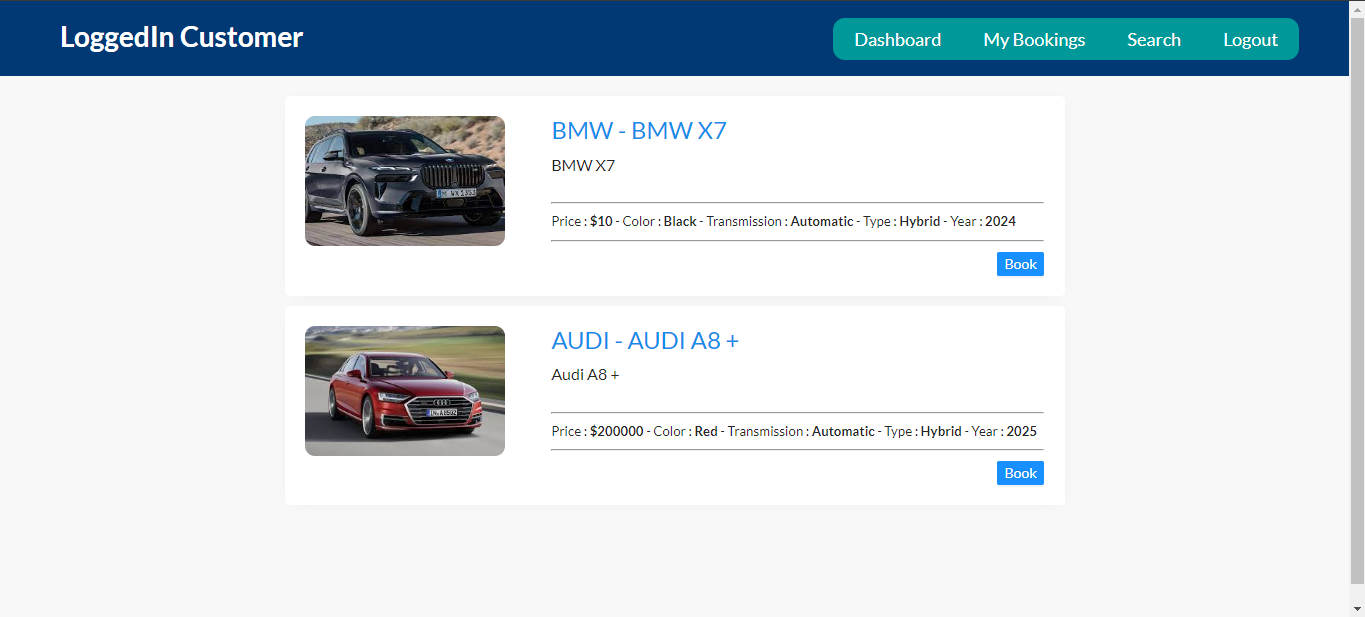 LoggedIn Customer
Dashboard My Bookings Search Logout
BMW - BMW X7
BMW X7
Price : $10 - Color : Black - Transmission : Automatic - Type : Hybrid - Year : 2024
Book
AUDI - AUDI A8 +
Audi A8 +
Price : $200000 - Color : Red - Transmission : Automatic - Type : Hybrid - Year : 2025
Book